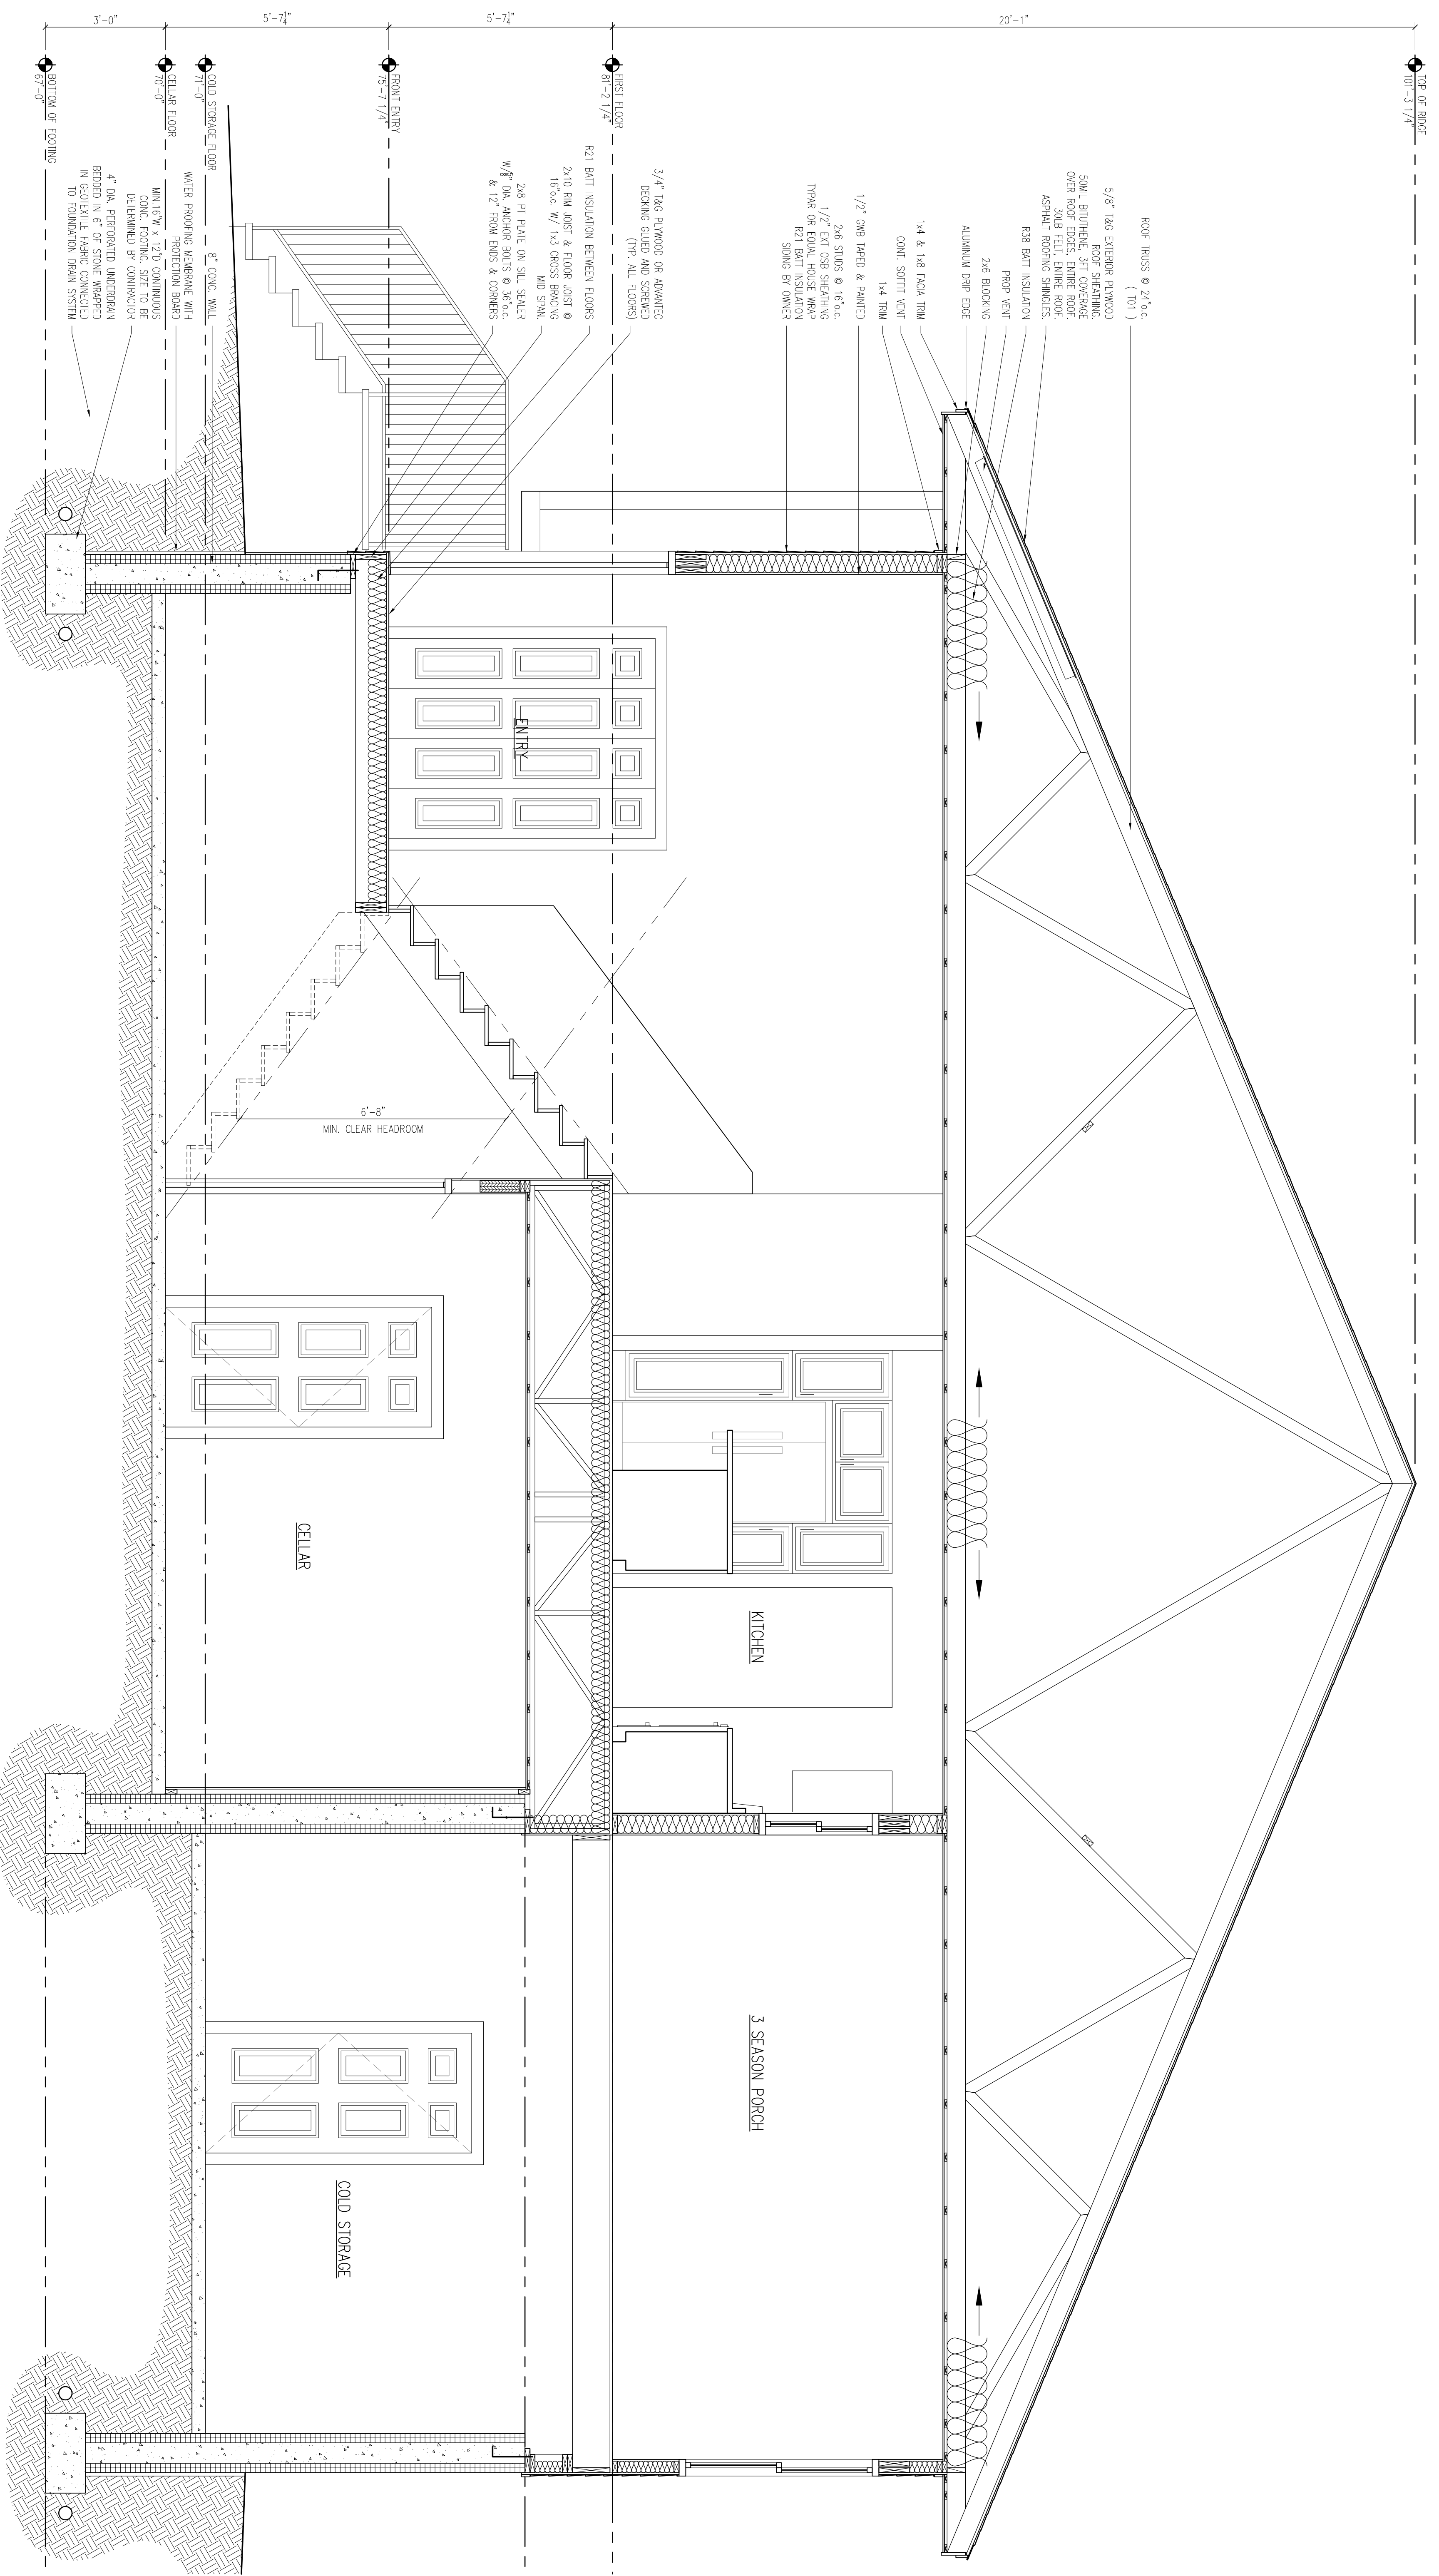 TOP OF RIDGE
101'-3 1/4"
FIRST FLOOR
81'-2 1/4"
FRONT ENTRY
75'-7 1/4"
COLD STORAGE FLOOR
71'-0"
CELLAR FLOOR
70'-0"
BOTTOM OF FOOTING
67'-0"
20'-1"
5'-7 1/4"
5'-7 1/4"
3'-0"
ROOF TRUSS @ 24"o.c.
( T01 )
5/8" T&G EXTERIOR PLYWOOD
ROOF SHEATHING.
50MIL BITUTHENE, 3FT COVERAGE
OVER ROOF EDGES, ENTIRE ROOF.
30LB FELT, ENTIRE ROOF.
ASPHALT ROOFING SHINGLES.
R38 BATT INSULATION
PROP VENT
2x6 BLOCKING
ALUMINUM DRIP EDGE
1x4 & 1x8 FACIA TRIM
CONT. SOFFIT VENT
1x4 TRIM
1/2" GWB TAPED & PAINTED
2x6 STUDS @ 16"o.c.
1/2" EXT OSB SHEATHING
TYPAR OR EQUAL HOUSE WRAP
R21 BATT INSULATION
SIDING BY OWNER
3/4" T&G PLYWOOD OR ADVANTEC
DECKING GLUED AND SCREWED
(TYP. ALL FLOORS)
R21 BATT INSULATION BETWEEN FLOORS
2x10 RIM JOIST & FLOOR JOIST @
16"o.c. W/ 1x3 CROSS BRACING
MID SPAN.
2x8 PT PLATE ON SILL SEALER
W/5/8" DIA. ANCHOR BOLTS @ 36"o.c.
& 12" FROM ENDS & CORNERS
8" CONC. WALL
WATER PROOFING MEMBRANE WITH
PROTECTION BOARD
MIN.16"W x 12"D CONTINUOUS
CONC. FOOTING. SIZE TO BE
DETERMINED BY CONTRACTOR
4" DIA. PERFORATED UNDERDRAIN
BEDDED IN 6" OF STONE WRAPPED
IN GEOTEXTILE FABRIC CONNECTED
TO FOUNDATION DRAIN SYSTEM
ENTRY
6'-8"
MIN. CLEAR HEADROOM
KITCHEN
3 SEASON PORCH
CELLAR
COLD STORAGE